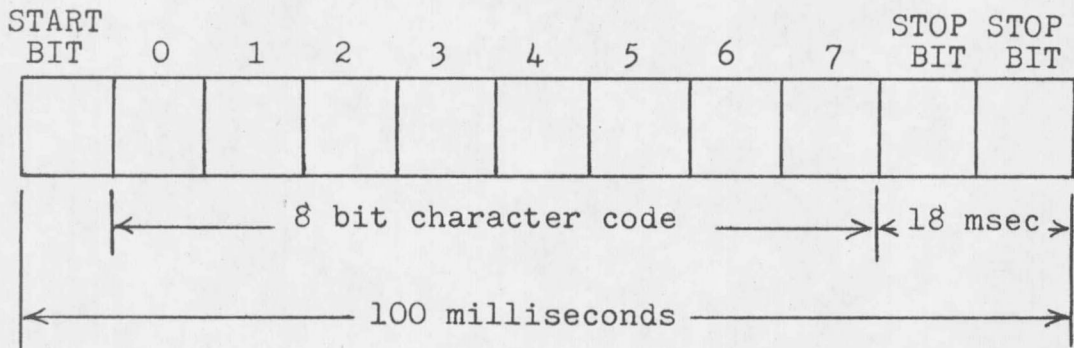 START
BIT 0 1 2 3 4 5 6 7 STOP BIT STOP BIT
8 bit character code
18 msec
100 milliseconds